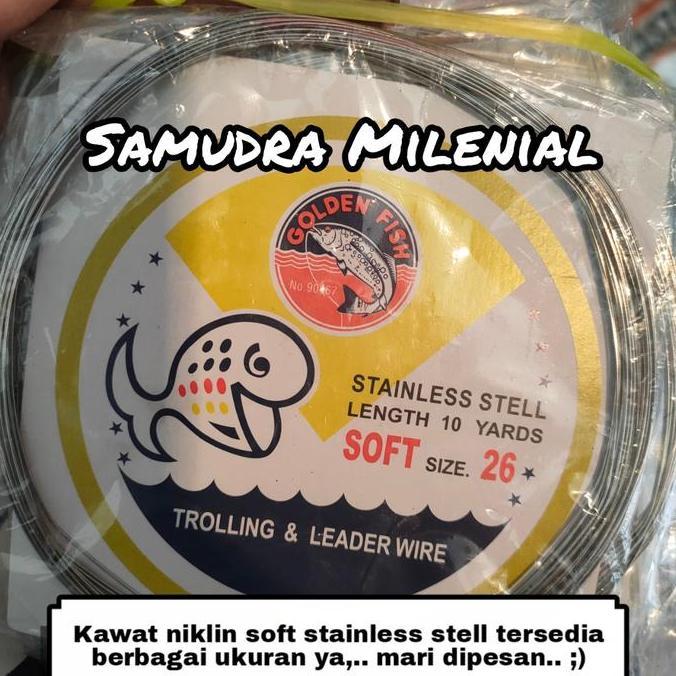 SAMUDRA MILENIAL
GOLDEN FISH
STAINLESS STELL
LENGTH 10 YARDS
SOFT SIZE. 26
TROLLING & LEADER WIRE
Kawat niklin soft stainless stell tersedia
berbagai ukuran ya,.. mari dipesan.. ;)